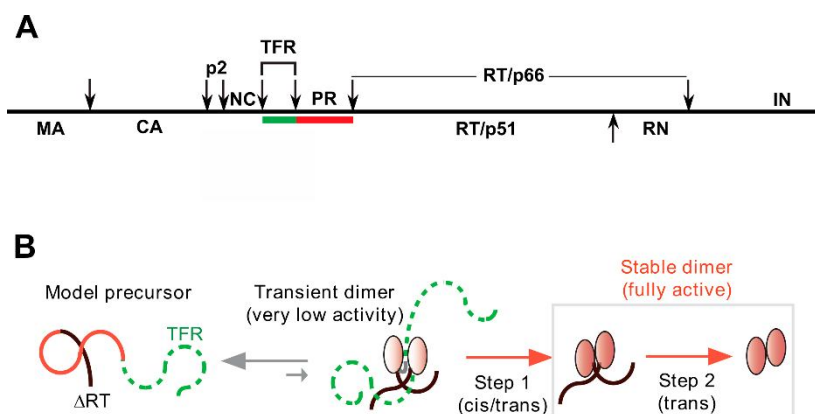 A
TFR
p2
NC
PR
RT/p66
IN
MA
CA
RT/p51
RN
B
Stable dimer
(fully active)
Model precursor
Transient dimer
(very low activity)
TFR
ΔRT
Step 1
(cis/trans)
Step 2
(trans)